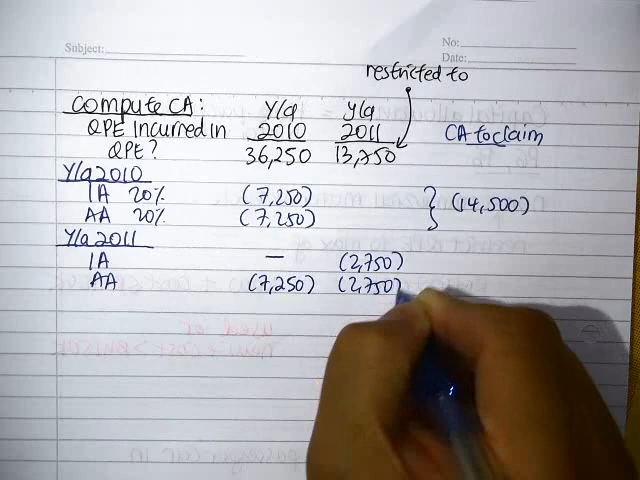 Subject:
No:
Date:
restricted to
Compute CA: Y/a Y/a
QPE incurred in 2010 2011 CA to claim
QPE? 36,250 13,750
Y/a 2010
IA 20% (7,250)
AA 20% (7,250) (14,500)
Y/a 2011
IA — (2,750)
AA (7,250) (2,750)